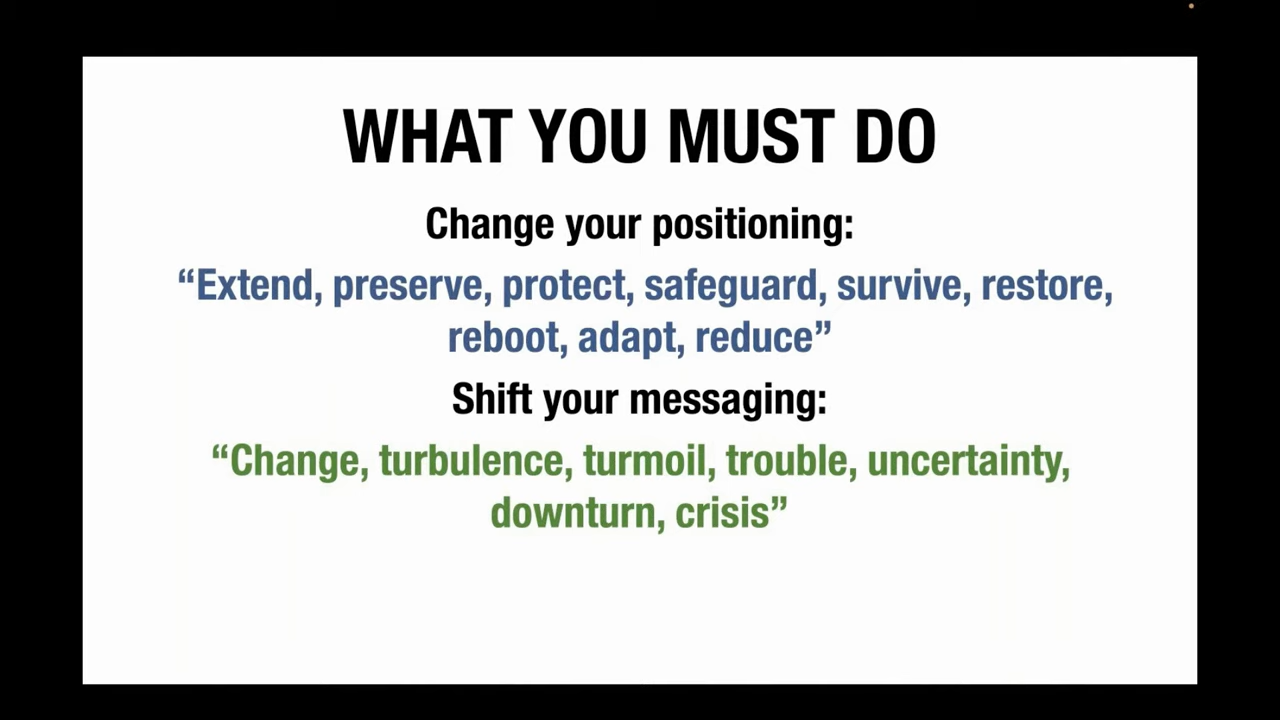 WHAT YOU MUST DO
Change your positioning:
“Extend, preserve, protect, safeguard, survive, restore,
reboot, adapt, reduce”
Shift your messaging:
“Change, turbulence, turmoil, trouble, uncertainty,
downturn, crisis”